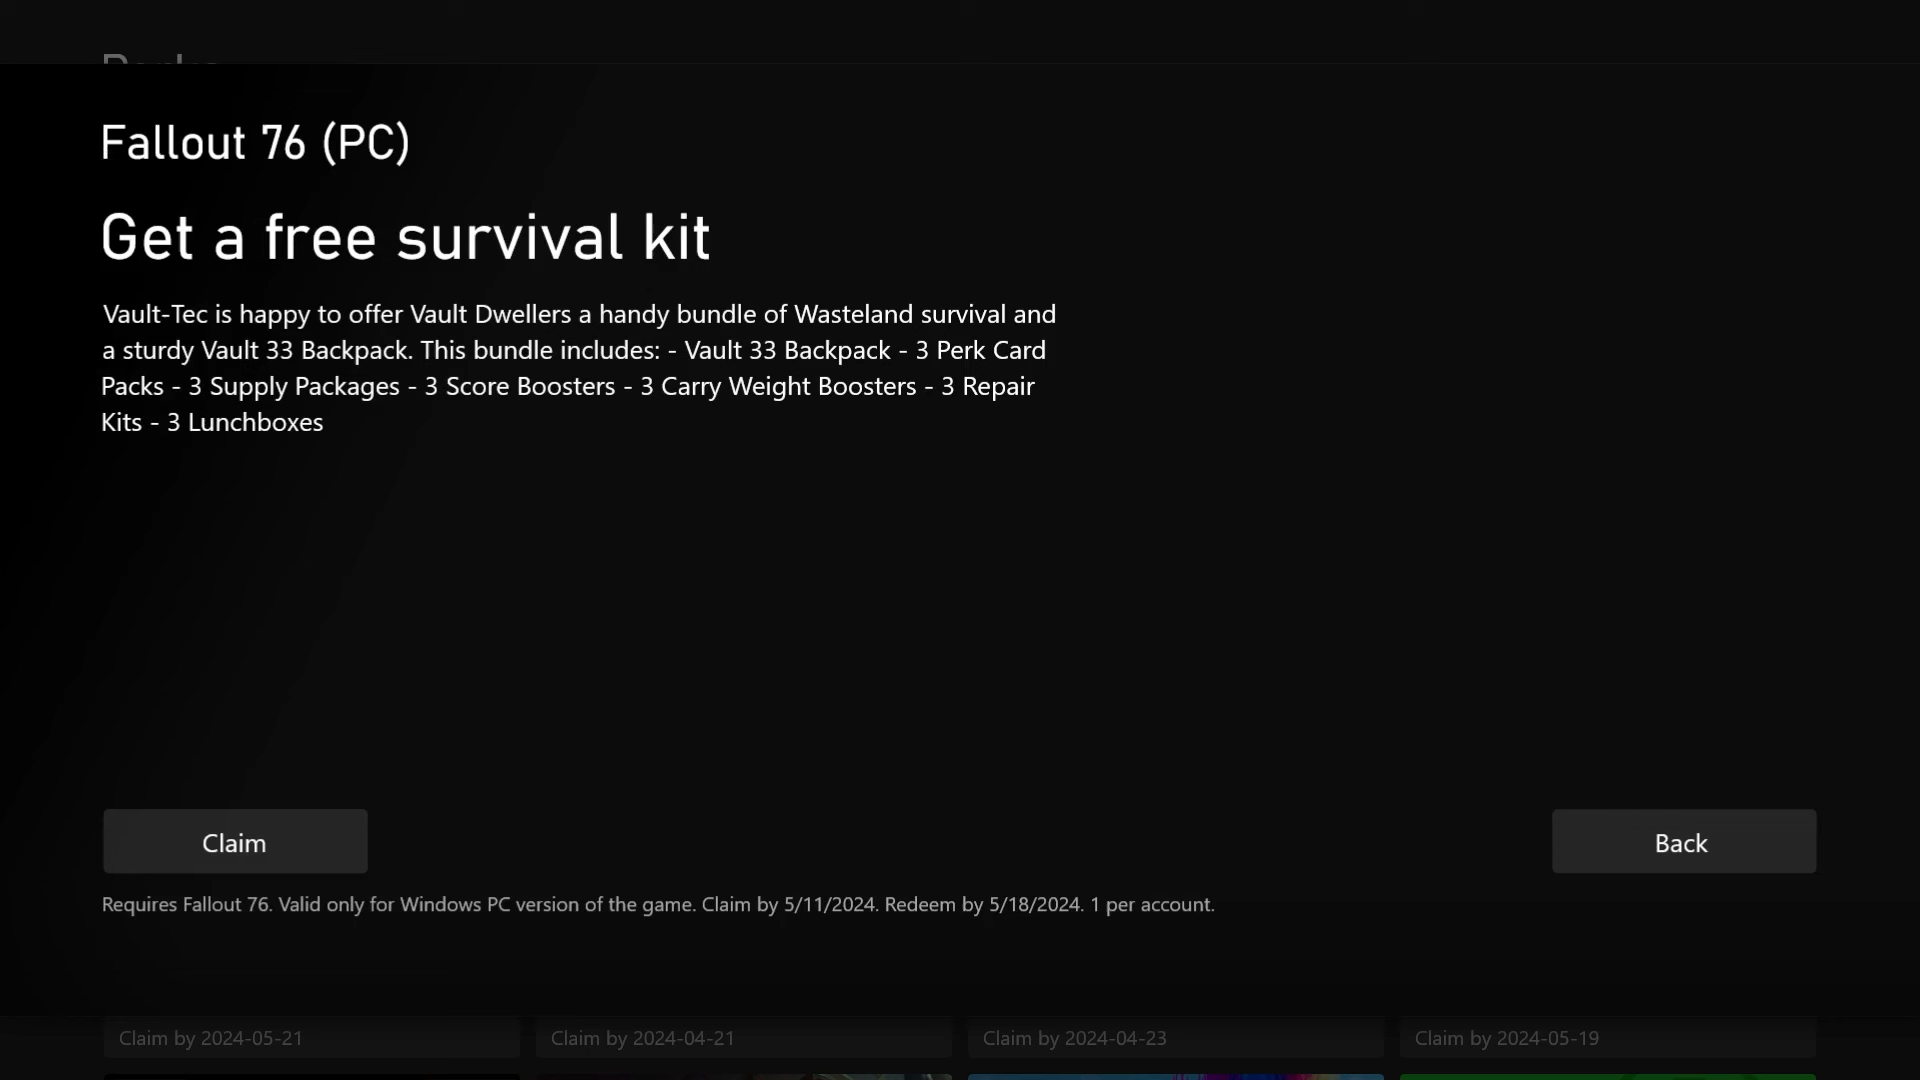 Perks
Fallout 76 (PC)
Get a free survival kit
Vault-Tec is happy to offer Vault Dwellers a handy bundle of Wasteland survival and
a sturdy Vault 33 Backpack. This bundle includes: - Vault 33 Backpack - 3 Perk Card
Packs - 3 Supply Packages - 3 Score Boosters - 3 Carry Weight Boosters - 3 Repair
Kits - 3 Lunchboxes
Claim
Back
Requires Fallout 76. Valid only for Windows PC version of the game. Claim by 5/11/2024. Redeem by 5/18/2024. 1 per account.
Claim by 2024-05-21
Claim by 2024-04-21
Claim by 2024-04-23
Claim by 2024-05-19